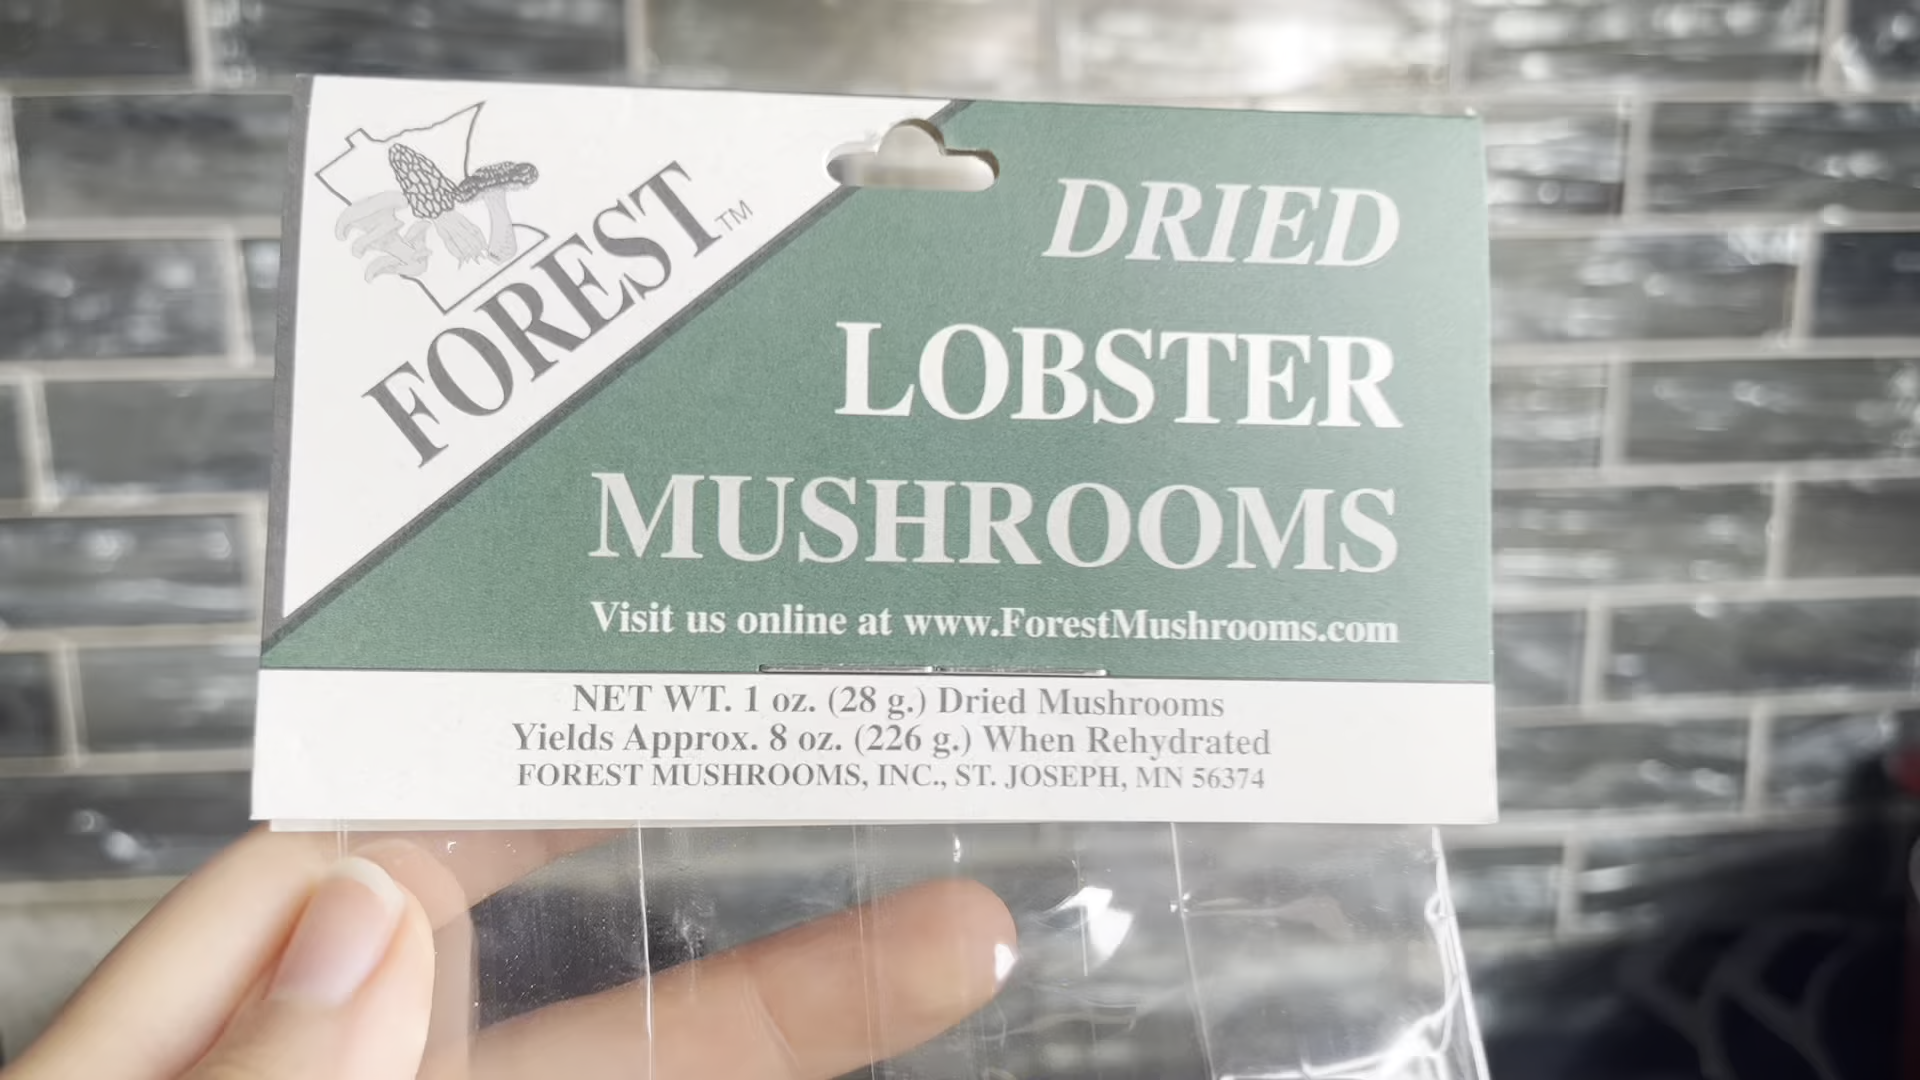 FOREST™
DRIED
LOBSTER
MUSHROOMS
Visit us online at www.ForestMushrooms.com
NET WT. 1 oz. (28 g.) Dried Mushrooms
Yields Approx. 8 oz. (226 g.) When Rehydrated
FOREST MUSHROOMS, INC., ST. JOSEPH, MN 56374